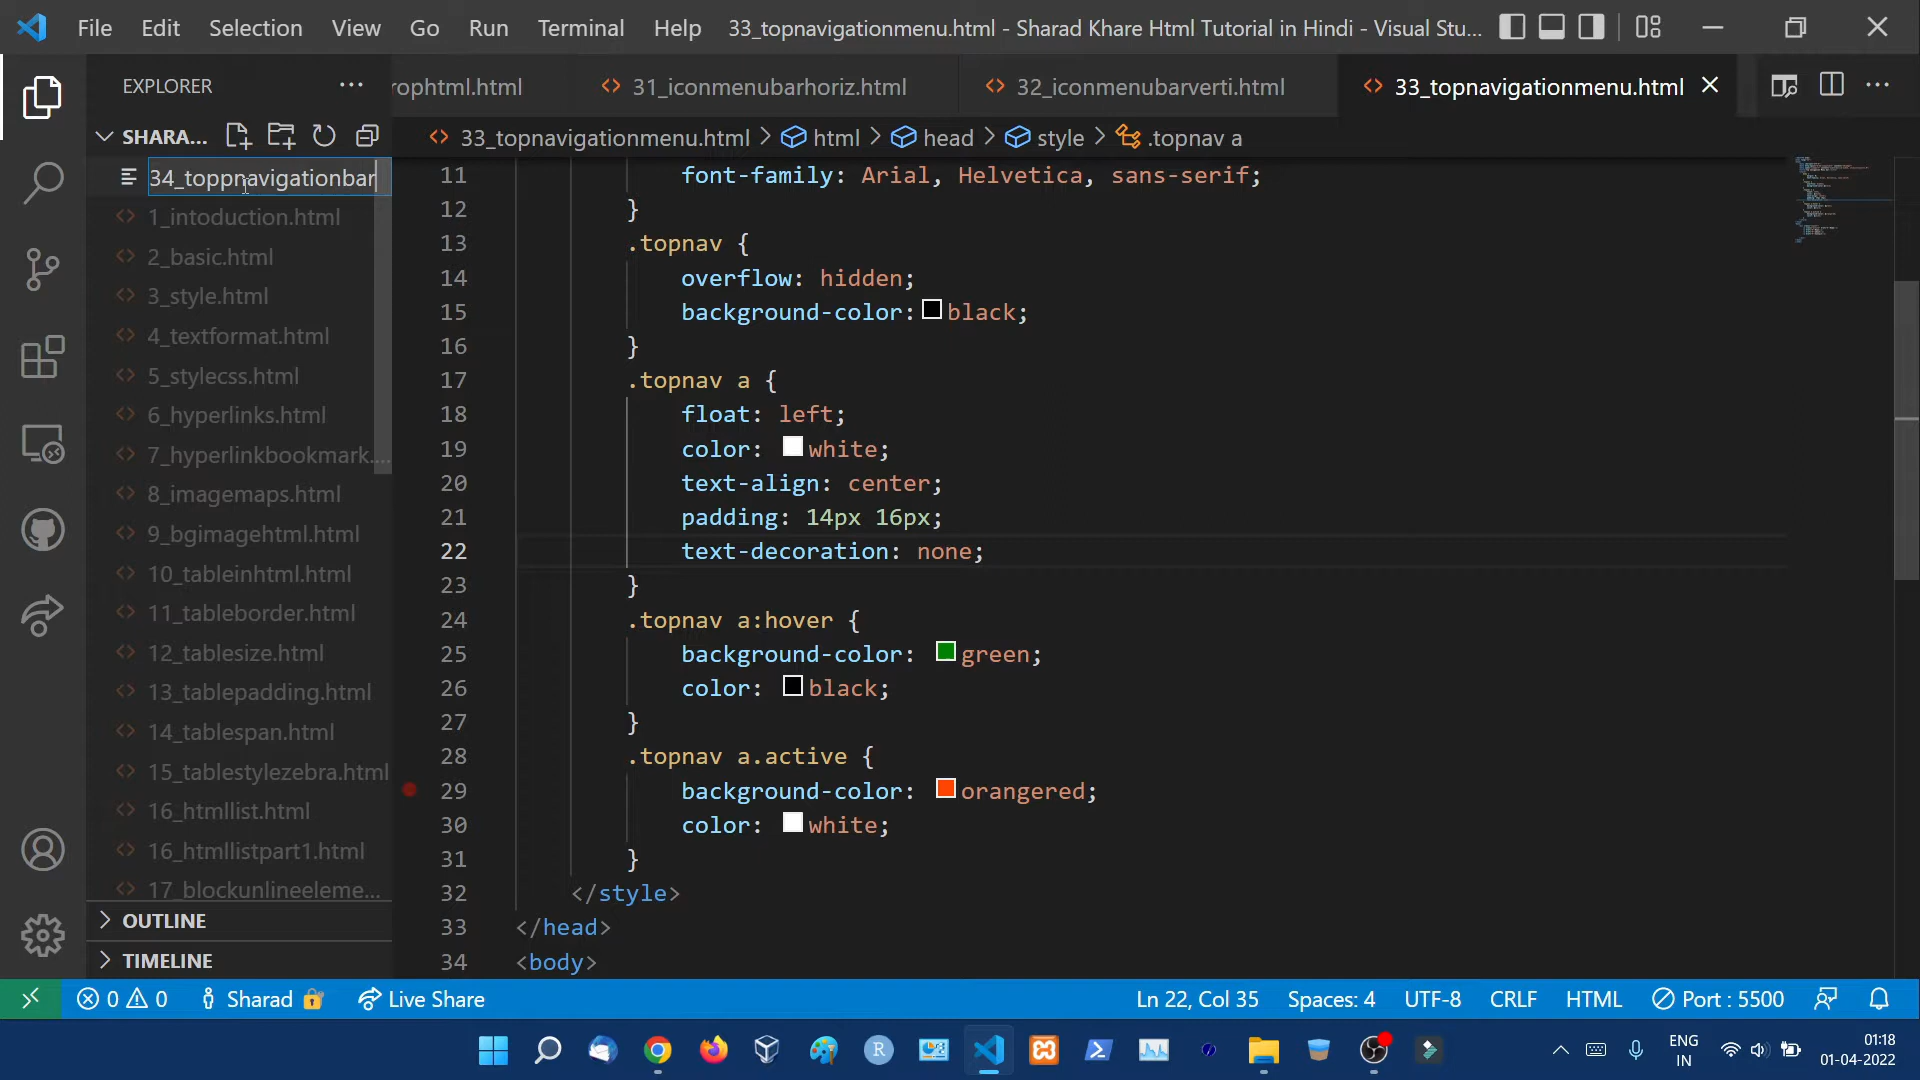 File Edit Selection View Go Run Terminal Help 33_topnavigationmenu.html - Sharad Khare Html Tutorial in Hindi - Visual Stu...
EXPLORER ... rophtml.html <> 31_iconmenubarhoriz.html <> 32_iconmenubarverti.html <> 33_topnavigationmenu.html
SHARA... <> 33_topnavigationmenu.html > html > head > style > .topnav a
34_toppnavigationbar
1_intoduction.html
2_basic.html
3_style.html
4_textformat.html
5_stylecss.html
6_hyperlinks.html
7_hyperlinkbookmark....
8_imagemaps.html
9_bgimagehtml.html
10_tableinhtml.html
11_tableborder.html
12_tablesize.html
13_tablepadding.html
14_tablespan.html
15_tablestylezebra.html
16_htmllist.html
16_htmllistpart1.html
17_blockunlineeleme...
OUTLINE
TIMELINE
11 font-family: Arial, Helvetica, sans-serif;
12 }
13 .topnav {
14 overflow: hidden;
15 background-color: black;
16 }
17 .topnav a {
18 float: left;
19 color: white;
20 text-align: center;
21 padding: 14px 16px;
22 text-decoration: none;
23 }
24 .topnav a:hover {
25 background-color: green;
26 color: black;
27 }
28 .topnav a.active {
29 background-color: orangered;
30 color: white;
31 }
32 </style>
33 </head>
34 <body>
0 0 Sharad Live Share Ln 22, Col 35 Spaces: 4 UTF-8 CRLF HTML Port : 5500
R ENG
IN
01:18
01-04-2022